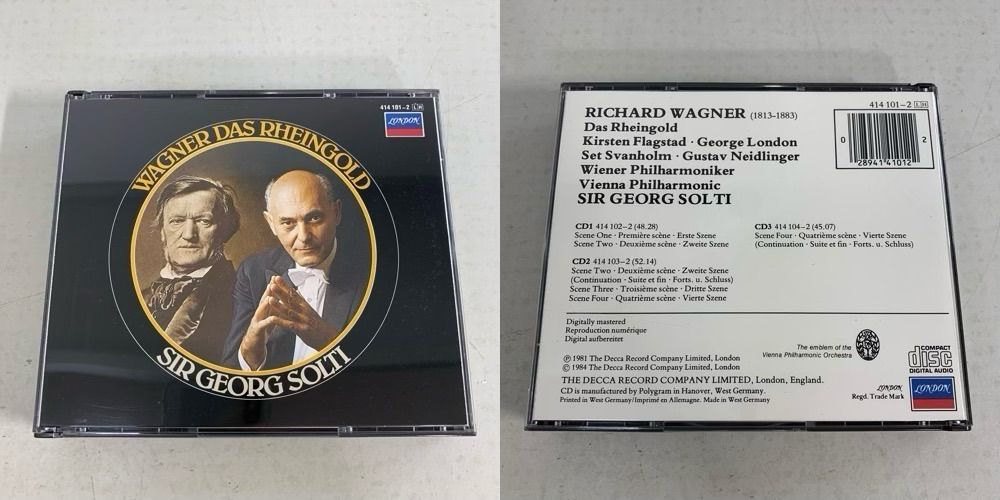 414 101-2 LH
LONDON
WAGNER DAS RHEINGOLD
SIR GEORG SOLTI
414 101-2 LH
RICHARD WAGNER (1813-1883)
Das Rheingold
Kirsten Flagstad · George London
Set Svanholm · Gustav Neidlinger
Wiener Philharmoniker
Vienna Philharmonic
SIR GEORG SOLTI
0 28941 41012 2
CD1 414 102-2 (48.28)
Scene One · Première scène · Erste Szene
Scene Two · Deuxième scène · Zweite Szene
CD2 414 103-2 (52.14)
Scene Two · Deuxième scène · Zweite Szene
(Continuation · Suite et fin · Forts. u. Schluss)
Scene Three · Troisième scène · Dritte Szene
Scene Four · Quatrième scène · Vierte Szene
CD3 414 104-2 (45.07)
Scene Four · Quatrième scène · Vierte Szene
(Continuation · Suite et fin · Forts. u. Schluss)
Digitally mastered
Reproduction numérique
Digital aufbereitet
The emblem of the
Vienna Philharmonic Orchestra
COMPACT
disc
DIGITAL AUDIO
℗ 1981 The Decca Record Company Limited, London
© 1984 The Decca Record Company Limited, London
THE DECCA RECORD COMPANY LIMITED, London, England.
CD is manufactured by Polygram in Hanover, West Germany.
Printed in West Germany/Imprimé en Allemagne. Made in West Germany
LONDON
Regd. Trade Mark
LONDON